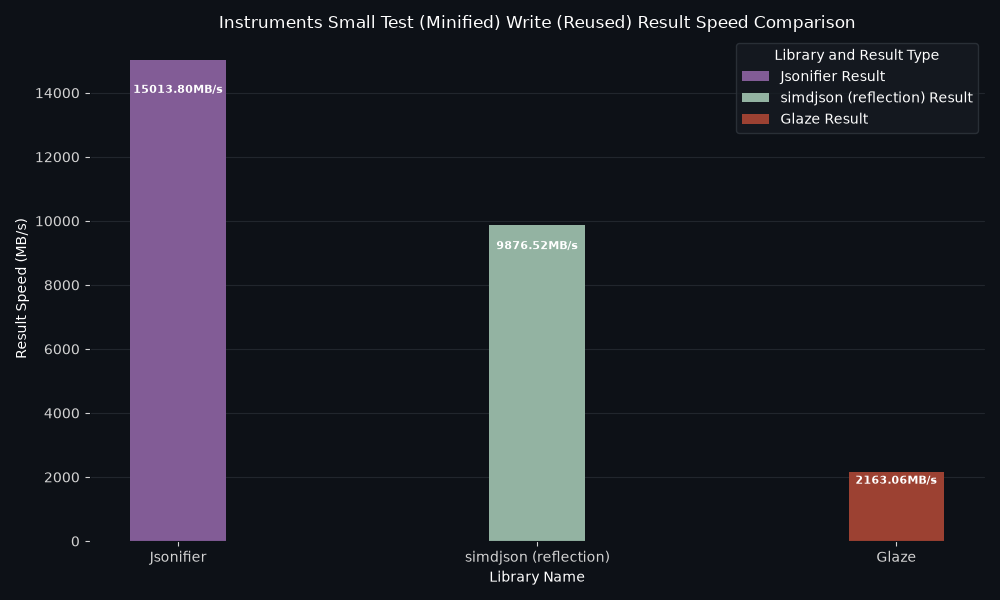 Instruments Small Test (Minified) Write (Reused) Result Speed Comparison
Library and Result Type
Jsonifier Result
simdjson (reflection) Result
Glaze Result
Result Speed (MB/s)
14000
12000
10000
8000
6000
4000
2000
0
15013.80MB/s
9876.52MB/s
2163.06MB/s
Jsonifier
simdjson (reflection)
Glaze
Library Name